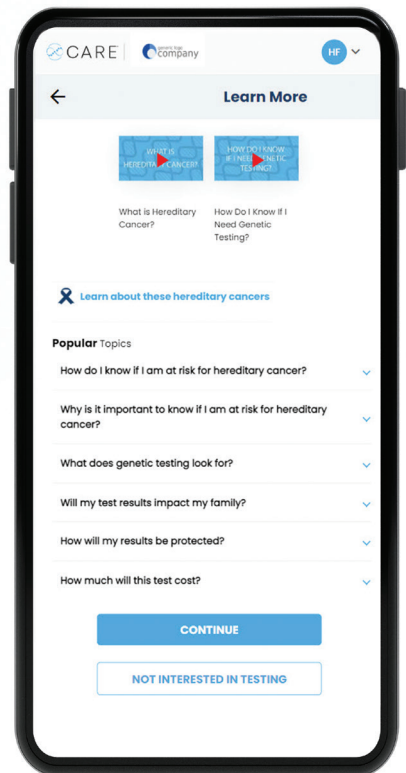 CARE
generic logo
company
HF
Learn More
WHAT IS
HEREDITARY CANCER?
HOW DO I KNOW
IF I NEED GENETIC
TESTING?
What is Hereditary
Cancer?
How Do I Know If I
Need Genetic
Testing?
Learn about these hereditary cancers
Popular Topics
How do I know if I am at risk for hereditary cancer?
Why is it important to know if I am at risk for hereditary
cancer?
What does genetic testing look for?
Will my test results impact my family?
How will my results be protected?
How much will this test cost?
CONTINUE
NOT INTERESTED IN TESTING